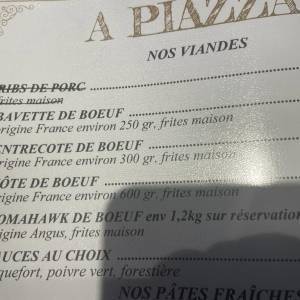 A PIAZZA
NOS VIANDES
RIBS DE PORC
frites maison
BAVETTE DE BOEUF
origine France environ 250 gr, frites maison
ENTRECOTE DE BOEUF
origine France environ 300 gr, frites maison
CÔTE DE BOEUF
origine France environ 600 gr, frites maison
TOMAHAWK DE BOEUF env 1,2kg sur réservation
origine Angus, frites maison
SAUCES AU CHOIX
roquefort, poivre vert, forestière
NOS PÂTES FRAÎCHES